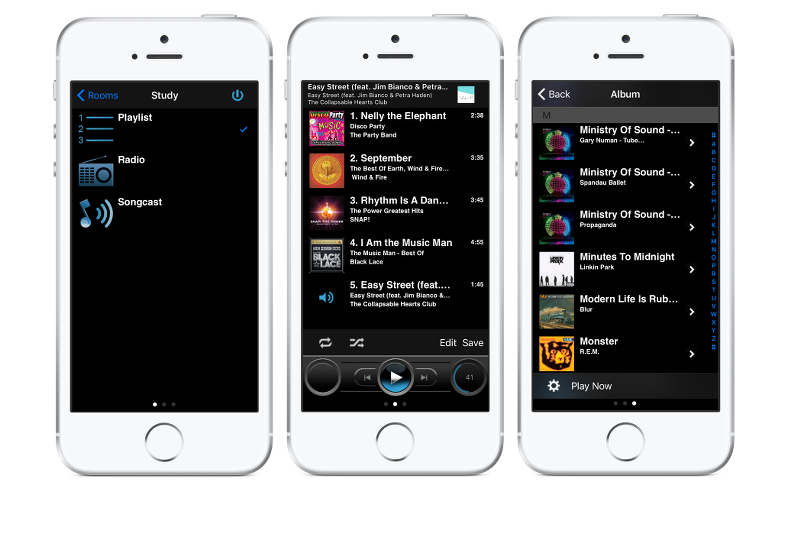 Rooms
Study
1
2
3
Playlist
Radio
Songcast
Easy Street (feat. Jim Bianco & Petra...
Easy Street (feat. Jim Bianco & Petra Haden)
The Collapsable Hearts Club
DISCO Party
MUSIC
1. Nelly the Elephant
2:38
Disco Party
The Party Band
2. September
3:35
The Best Of Earth, Wind & Fire...
Wind & Fire
3. Rhythm Is A Dan...
3:45
The Power Greatest Hits
SNAP!
BLACK LACE
4. I Am the Music Man
4:55
The Music Man - Best Of
Black Lace
5. Easy Street (feat....
1:45
Easy Street (feat. Jim Bianco &...
The Collapsable Hearts Club
Edit Save
41
Back
Album
M
Ministry Of Sound -...
Gary Numan - Tube...
Ministry Of Sound -...
Spandau Ballet
Ministry Of Sound -...
Propaganda
Minutes To Midnight
Linkin Park
Modern Life Is Rub...
Blur
Monster
R.E.M.
Play Now
A
B
C
D
E
F
G
H
I
J
K
L
M
N
O
P
Q
R
S
T
U
V
W
X
Y
Z